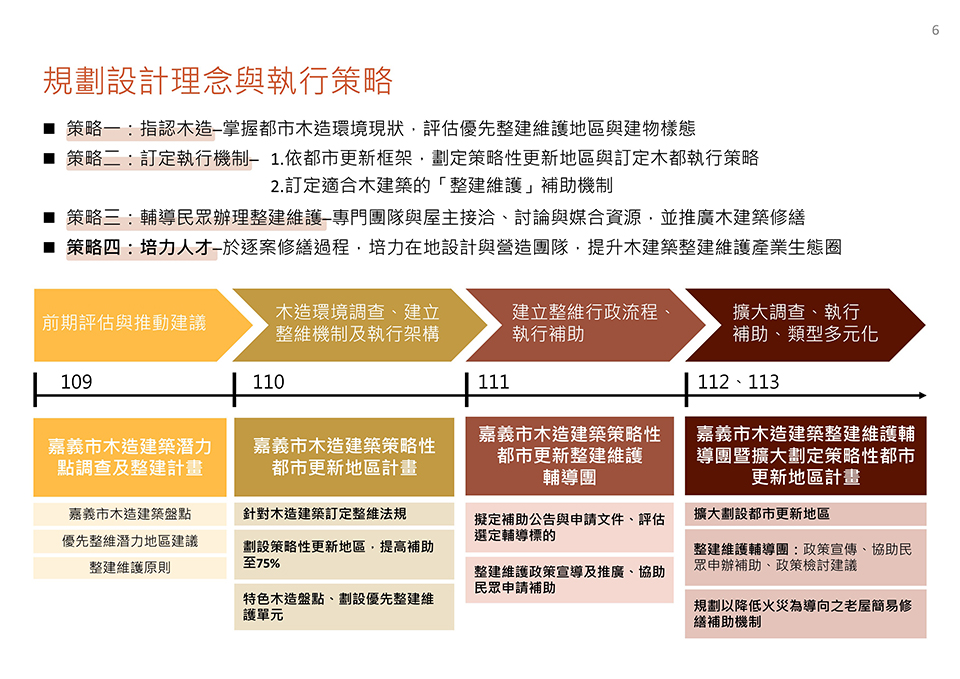 6
規劃設計理念與執行策略
■ 策略一：指認木造–掌握都市木造環境現狀，評估優先整建維護地區與建物樣態
■ 策略二：訂定執行機制– 1.依都市更新框架，劃定策略性更新地區與訂定木都執行策略
2.訂定適合木建築的「整建維護」補助機制
■ 策略三：輔導民眾辦理整建維護–專門團隊與屋主接洽、討論與媒合資源，並推廣木建築修繕
■ 策略四：培力人才–於逐案修繕過程，培力在地設計與營造團隊，提升木建築整建維護產業生態圈
前期評估與推動建議
木造環境調查、建立
整維機制及執行架構
建立整維行政流程、
執行補助
擴大調查、執行
補助、類型多元化
109
110
111
112、113
嘉義市木造建築潛力
點調查及整建計畫
嘉義市木造建築盤點
優先整維潛力地區建議
整建維護原則
嘉義市木造建築策略性
都市更新地區計畫
針對木造建築訂定整維法規
劃設策略性更新地區，提高補助
至75%
特色木造盤點、劃設優先整建維
護單元
嘉義市木造建築策略性
都市更新整建維護
輔導團
擬定補助公告與申請文件、評估
選定輔導標的
整建維護政策宣導及推廣、協助
民眾申請補助
嘉義市木造建築整建維護輔
導團暨擴大劃定策略性都市
更新地區計畫
擴大劃設都市更新地區
整建維護輔導團：政策宣傳、協助民
眾申辦補助、政策檢討建議
規劃以降低火災為導向之老屋簡易修
繕補助機制